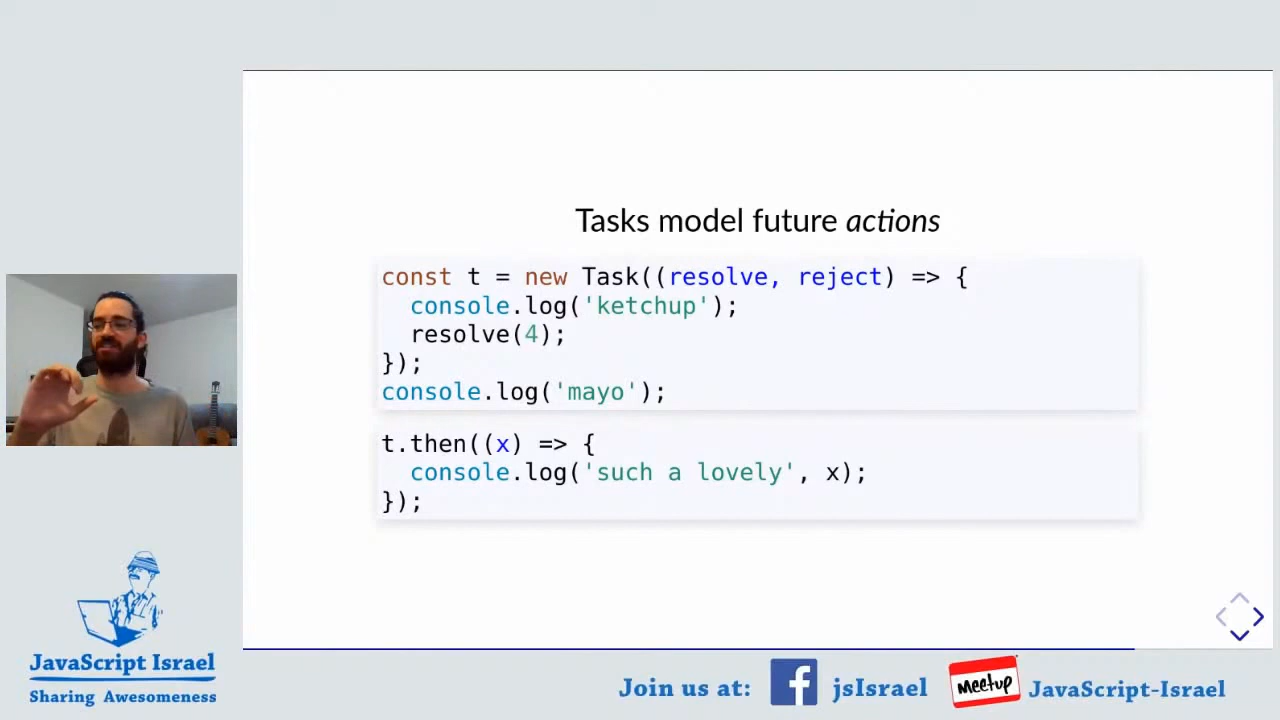 Tasks model future actions
const t = new Task((resolve, reject) => {
  console.log('ketchup');
  resolve(4);
});
console.log('mayo');
t.then((x) => {
  console.log('such a lovely', x);
});
JavaScript Israel
Sharing Awesomeness
Join us at: f jsIsrael Meetup JavaScript-Israel